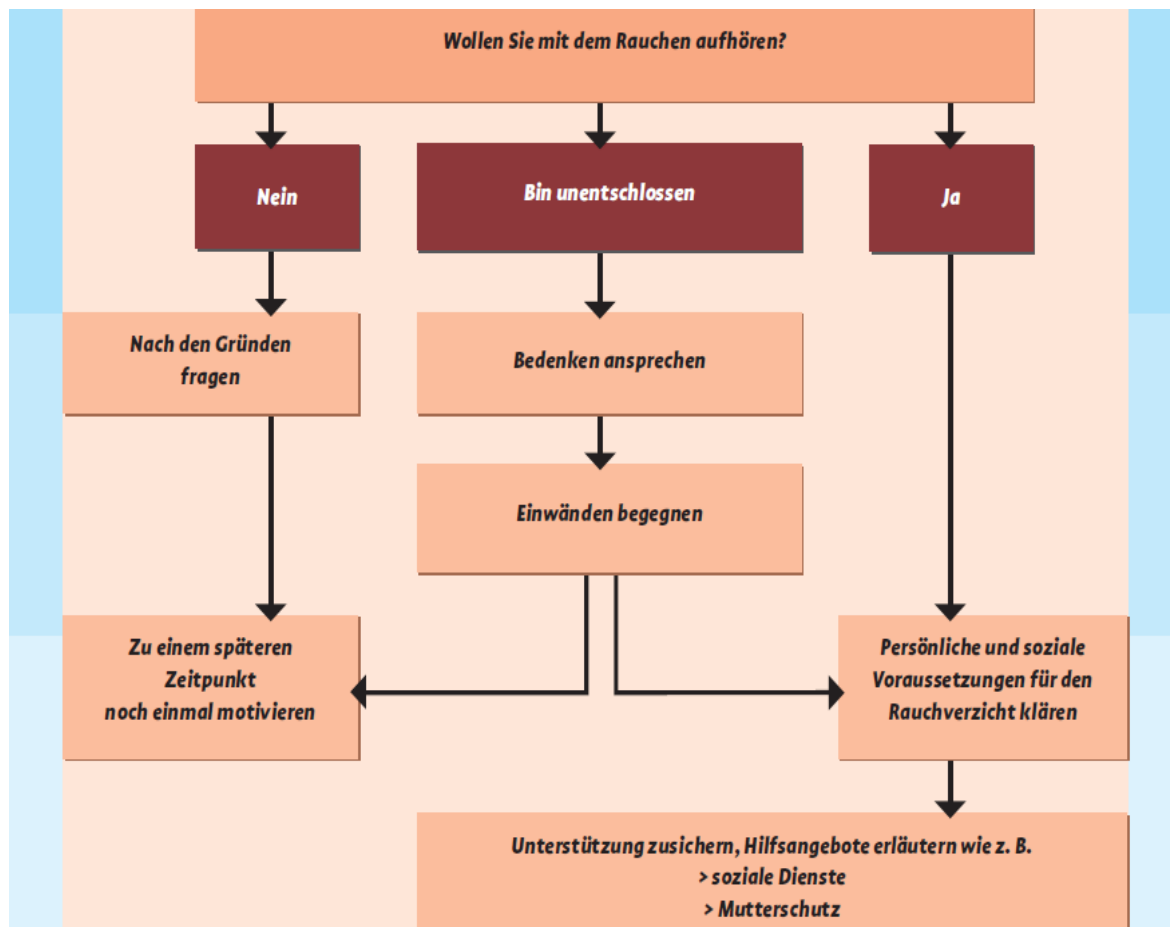 Wollen Sie mit dem Rauchen aufhören?
Nein
Bin unentschlossen
Ja
Nach den Gründen
fragen
Bedenken ansprechen
Einwänden begegnen
Zu einem späteren
Zeitpunkt
noch einmal motivieren
Persönliche und soziale
Voraussetzungen für den
Rauchverzicht klären
Unterstützung zusichern, Hilfsangebote erläutern wie z. B.
> soziale Dienste
> Mutterschutz